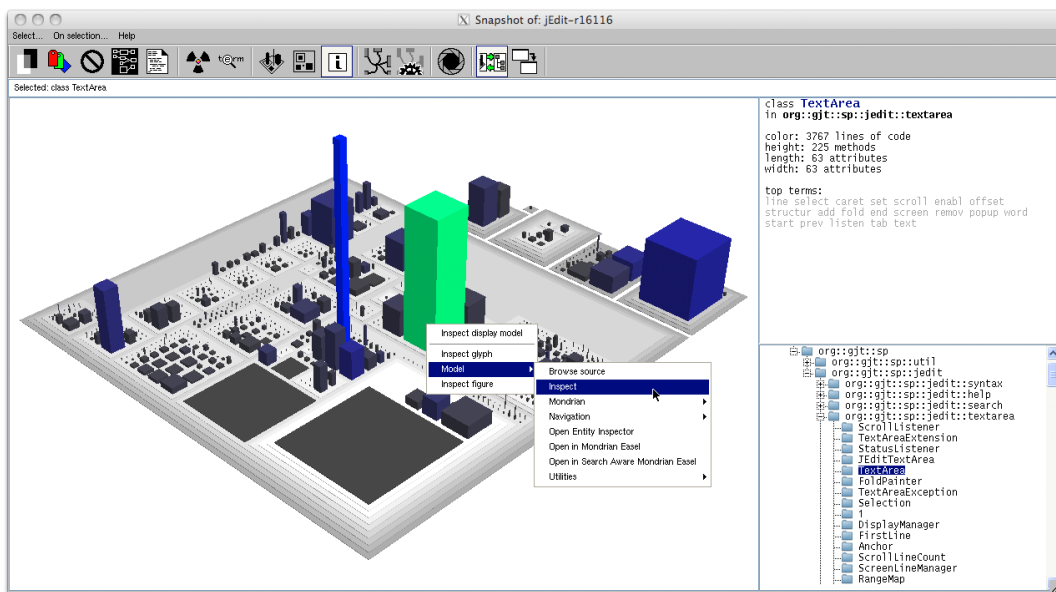 Snapshot of: jEdit-r16116
Select... On selection... Help
term
i
Selected: class TextArea
class TextArea
in org::gjt::sp::jedit::textarea
color: 3767 lines of code
height: 225 methods
length: 63 attributes
width: 63 attributes
top terms:
line select caret set scroll enabl offset
structur add fold end screen remov popup word
start prev listen tab text
Inspect display model
Inspect glyph
Model
Inspect figure
Browse source
Inspect
Mondrian
Navigation
Open Entity Inspector
Open in Mondrian Easel
Open in Search Aware Mondrian Easel
Utilities
org::gjt::sp
org::gjt::sp::util
org::gjt::sp::jedit
org::gjt::sp::jedit::syntax
org::gjt::sp::jedit::help
org::gjt::sp::jedit::search
org::gjt::sp::jedit::textarea
ScrollListener
TextAreaExtension
StatusListener
JEditTextArea
TextArea
FoldPainter
TextAreaException
Selection
1
DisplayManager
FirstLine
Anchor
ScrollLineCount
ScreenLineManager
RangeMap